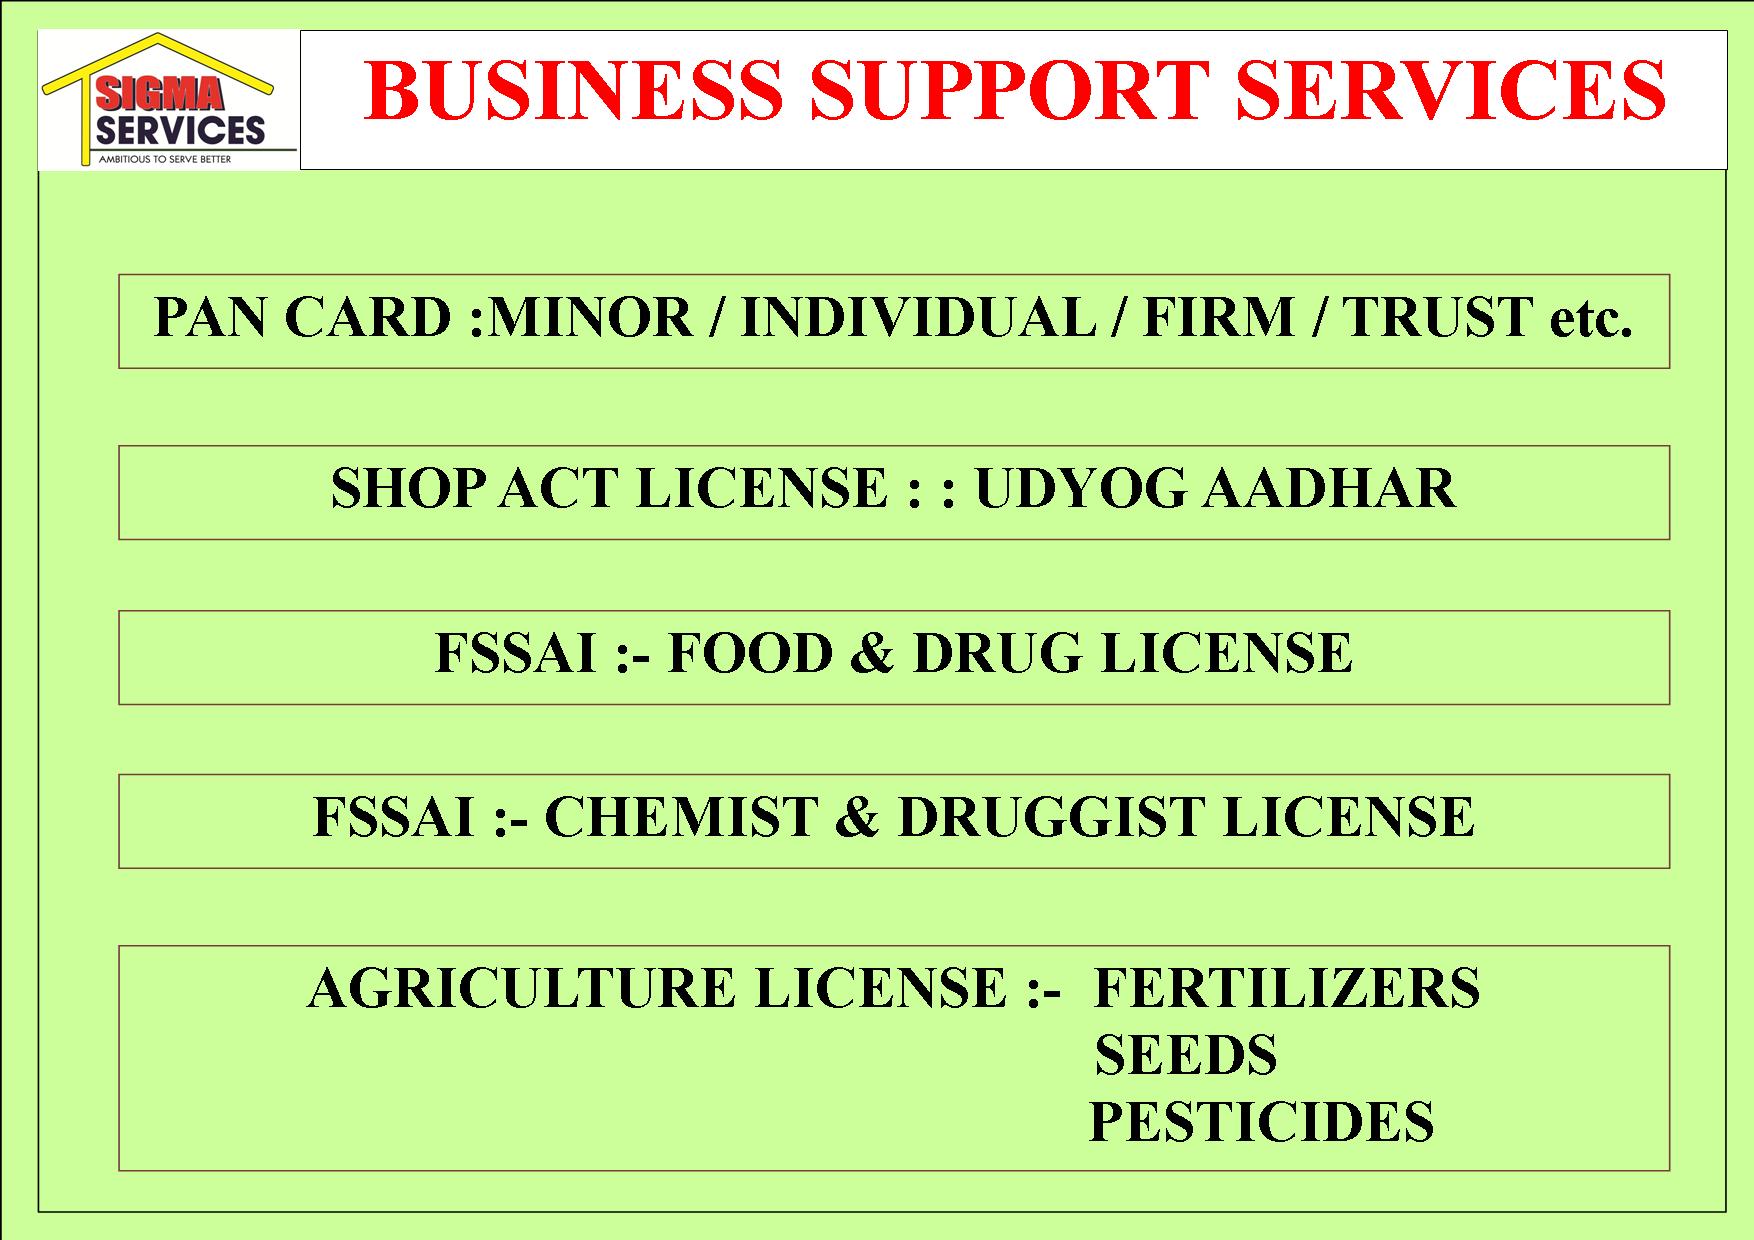 SIGMA
SERVICES
AMBITIOUS TO SERVE BETTER
BUSINESS SUPPORT SERVICES
PAN CARD :MINOR / INDIVIDUAL / FIRM / TRUST etc.
SHOP ACT LICENSE : : UDYOG AADHAR
FSSAI :- FOOD & DRUG LICENSE
FSSAI :- CHEMIST & DRUGGIST LICENSE
AGRICULTURE LICENSE :- FERTILIZERS
SEEDS
PESTICIDES